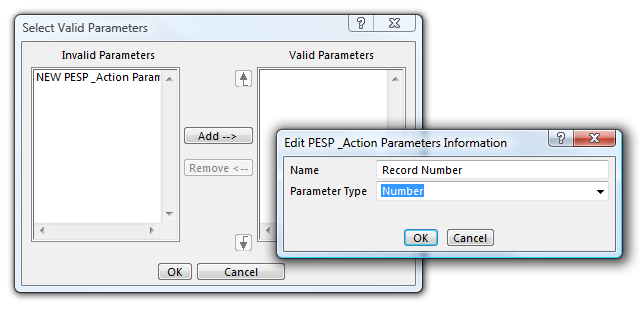 Select Valid Parameters
?
Invalid Parameters
Valid Parameters
NEW PESP _Action Param
Add -->
Remove <--
OK
Cancel
Edit PESP _Action Parameters Information
?
Name
Record Number
Parameter Type
Number
OK
Cancel